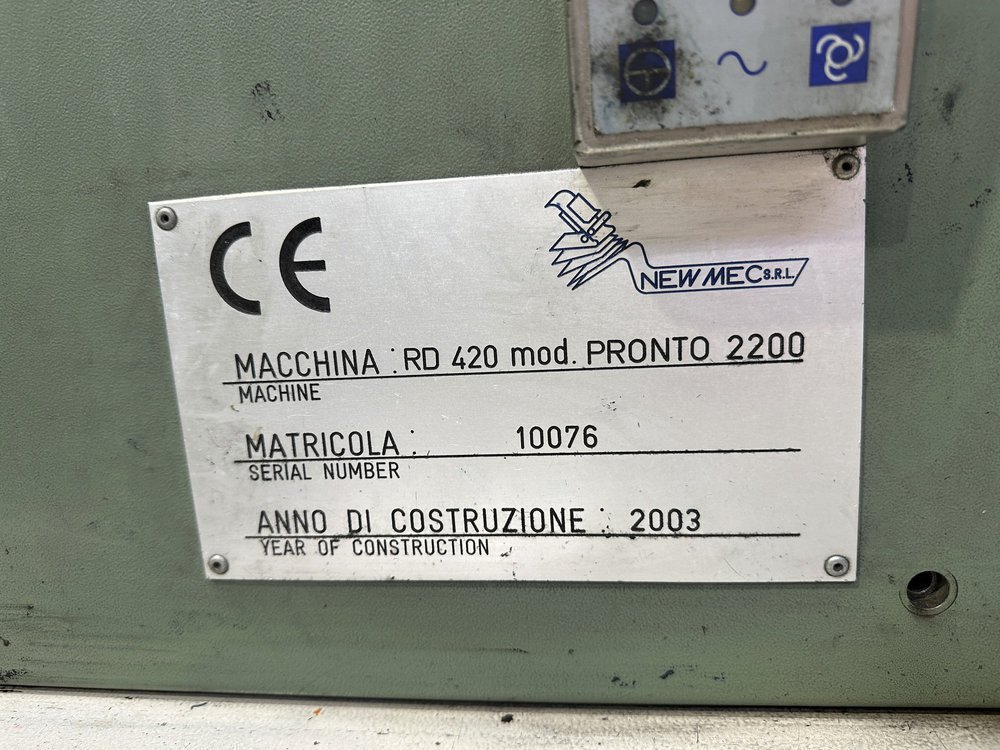 CE
NEW MEC S.R.L.
MACCHINA : RD 420 mod. PRONTO 2200
MACHINE
MATRICOLA : 10076
SERIAL NUMBER
ANNO DI COSTRUZIONE : 2003
YEAR OF CONSTRUCTION